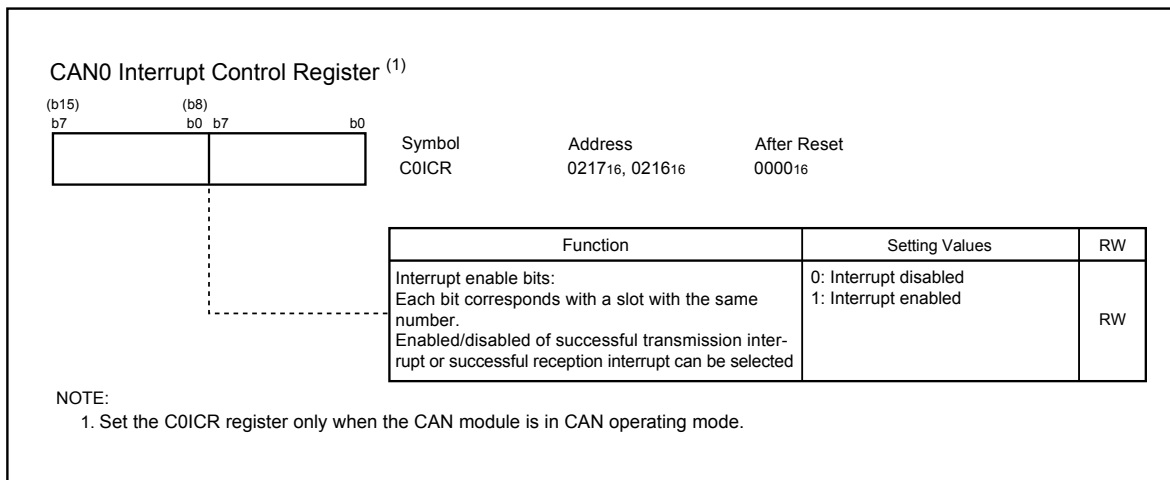 CAN0 Interrupt Control Register (1)
(b15) (b8)
b7 b0 b7 b0
Symbol Address After Reset
C0ICR 021716, 021616 000016
Function Setting Values RW
Interrupt enable bits: 0: Interrupt disabled
Each bit corresponds with a slot with the same 1: Interrupt enabled
number. RW
Enabled/disabled of successful transmission inter-
rupt or successful reception interrupt can be selected
NOTE:
1. Set the C0ICR register only when the CAN module is in CAN operating mode.